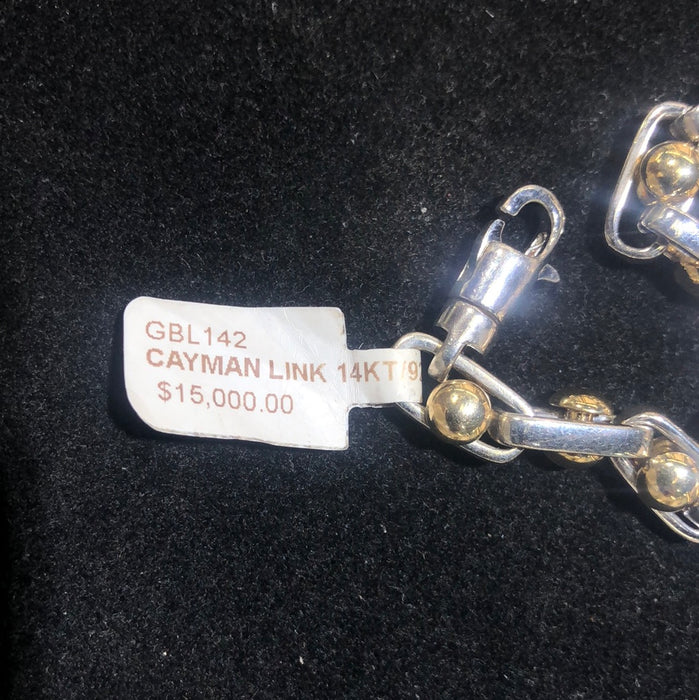 GBL142
CAYMAN LINK 14KT/9
$15,000.00